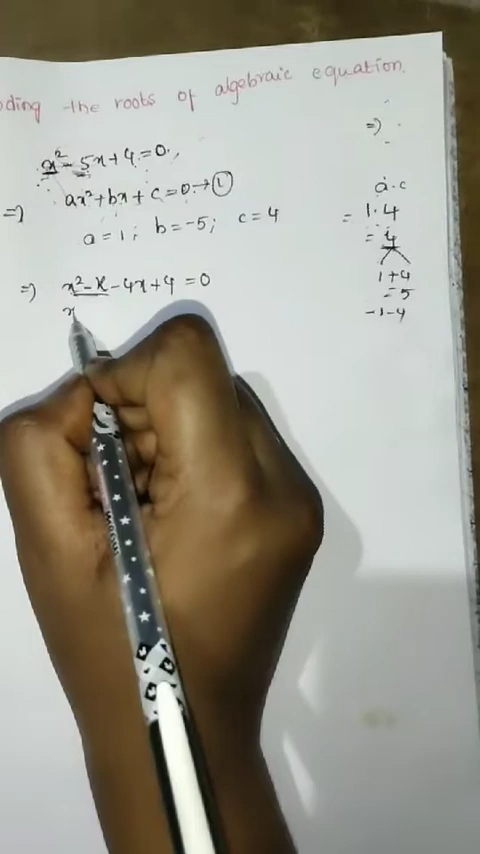 ding the roots of algebraic equation.
x² - 5x + 4 = 0.
ax² + bx + c = 0 → ①
⇒ a = 1; b = -5; c = 4
⇒ x² - x - 4x + 4 = 0
x
⇒
a.c
= 1.4
= 4
1+4
= 5
-1-4